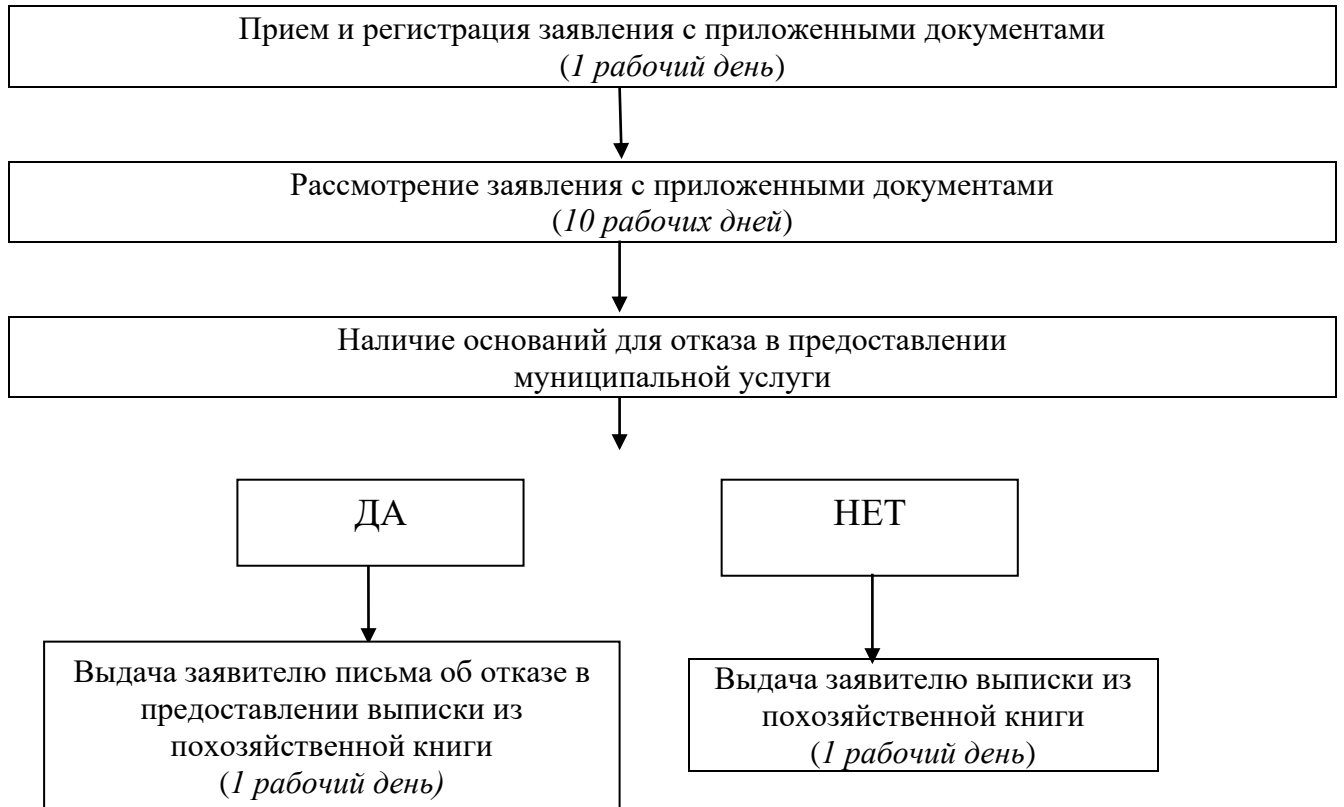 Прием и регистрация заявления с приложенными документами
(1 рабочий день)
Рассмотрение заявления с приложенными документами
(10 рабочих дней)
Наличие оснований для отказа в предоставлении
муниципальной услуги
ДА
НЕТ
Выдача заявителю письма об отказе в
предоставлении выписки из
похозяйственной книги
(1 рабочий день)
Выдача заявителю выписки из
похозяйственной книги
(1 рабочий день)